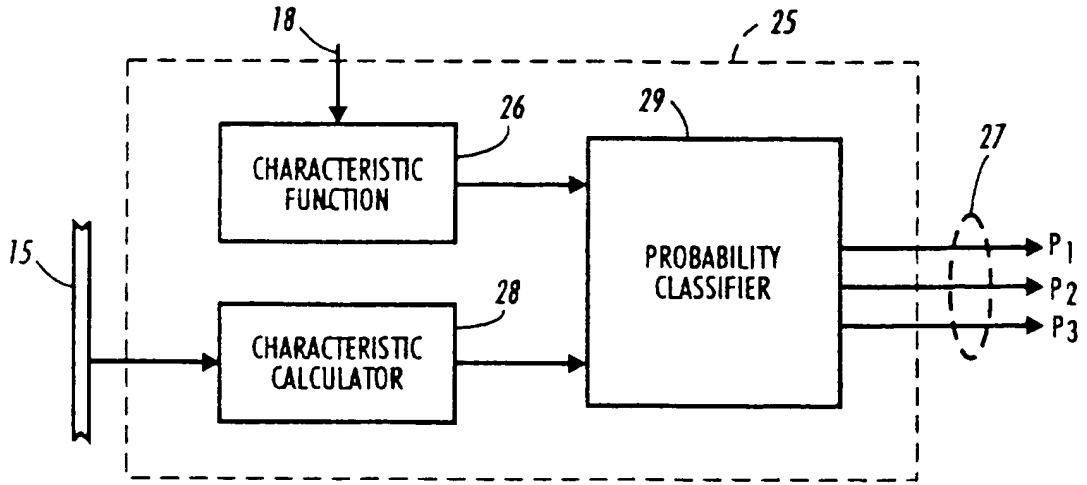 18
25
26
CHARACTERISTIC
FUNCTION
29
PROBABILITY
CLASSIFIER
27
P1
P2
P3
15
28
CHARACTERISTIC
CALCULATOR